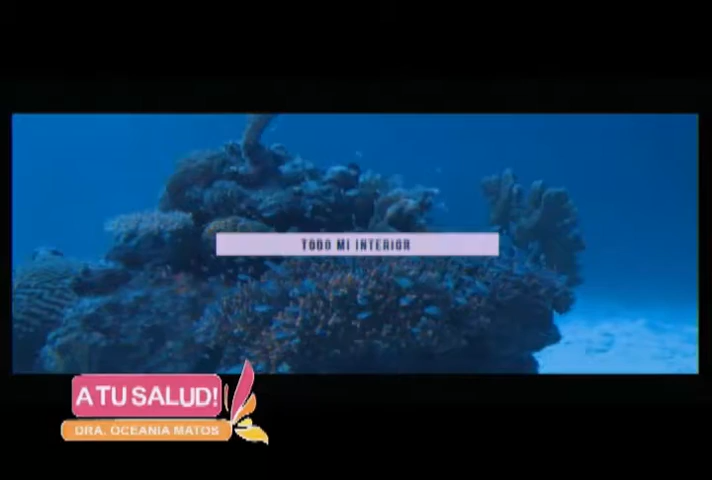 TODO MI INTERIOR
A TU SALUD!
DRA. OCEANIA MATOS